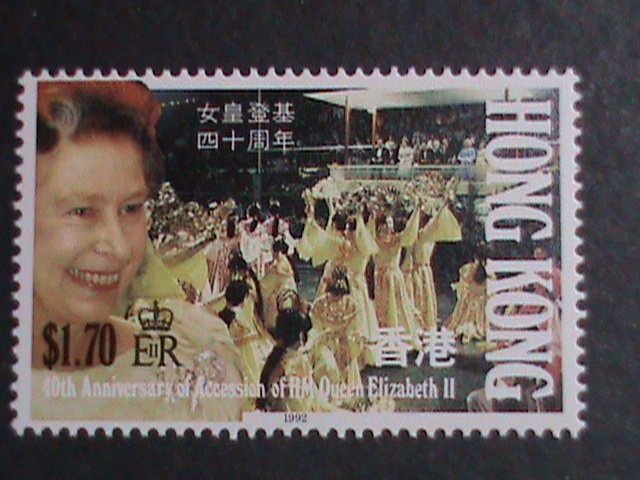 女皇登基
四十周年
HONG KONG
$1.70 EIIR
香港
40th Anniversary of Accession of HM Queen Elizabeth II
1992